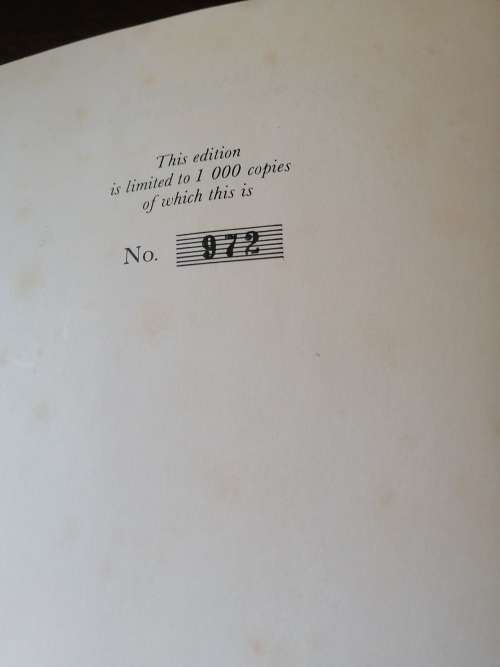 This edition
is limited to 1 000 copies
of which this is
No. 972